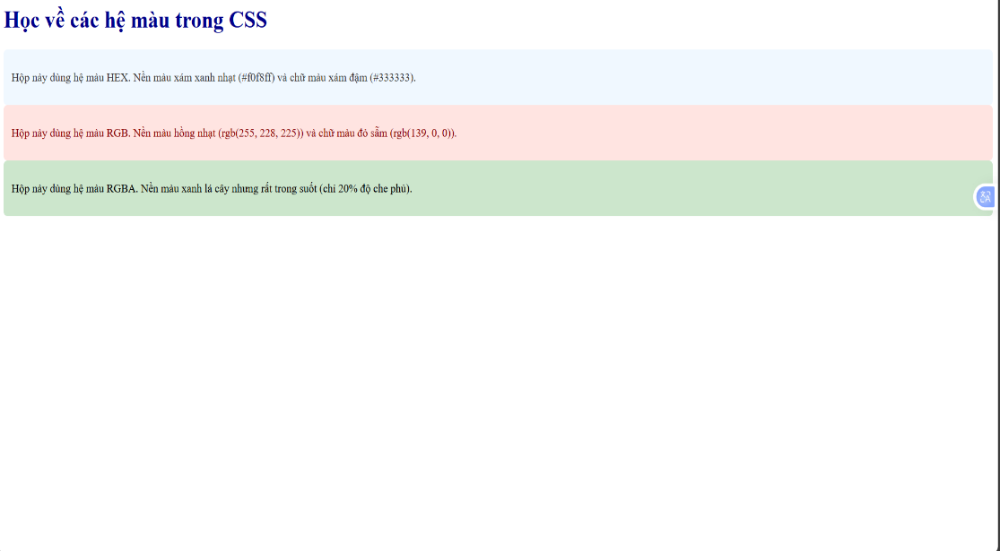 Học về các hệ màu trong CSS
Hộp này dùng hệ màu HEX. Nền màu xám xanh nhạt (#f0f8ff) và chữ màu xám đậm (#333333).
Hộp này dùng hệ màu RGB. Nền màu hồng nhạt (rgb(255, 228, 225)) và chữ màu đỏ sẫm (rgb(139, 0, 0)).
Hộp này dùng hệ màu RGBA. Nền màu xanh lá cây nhưng rất trong suốt (chỉ 20% độ che phủ).